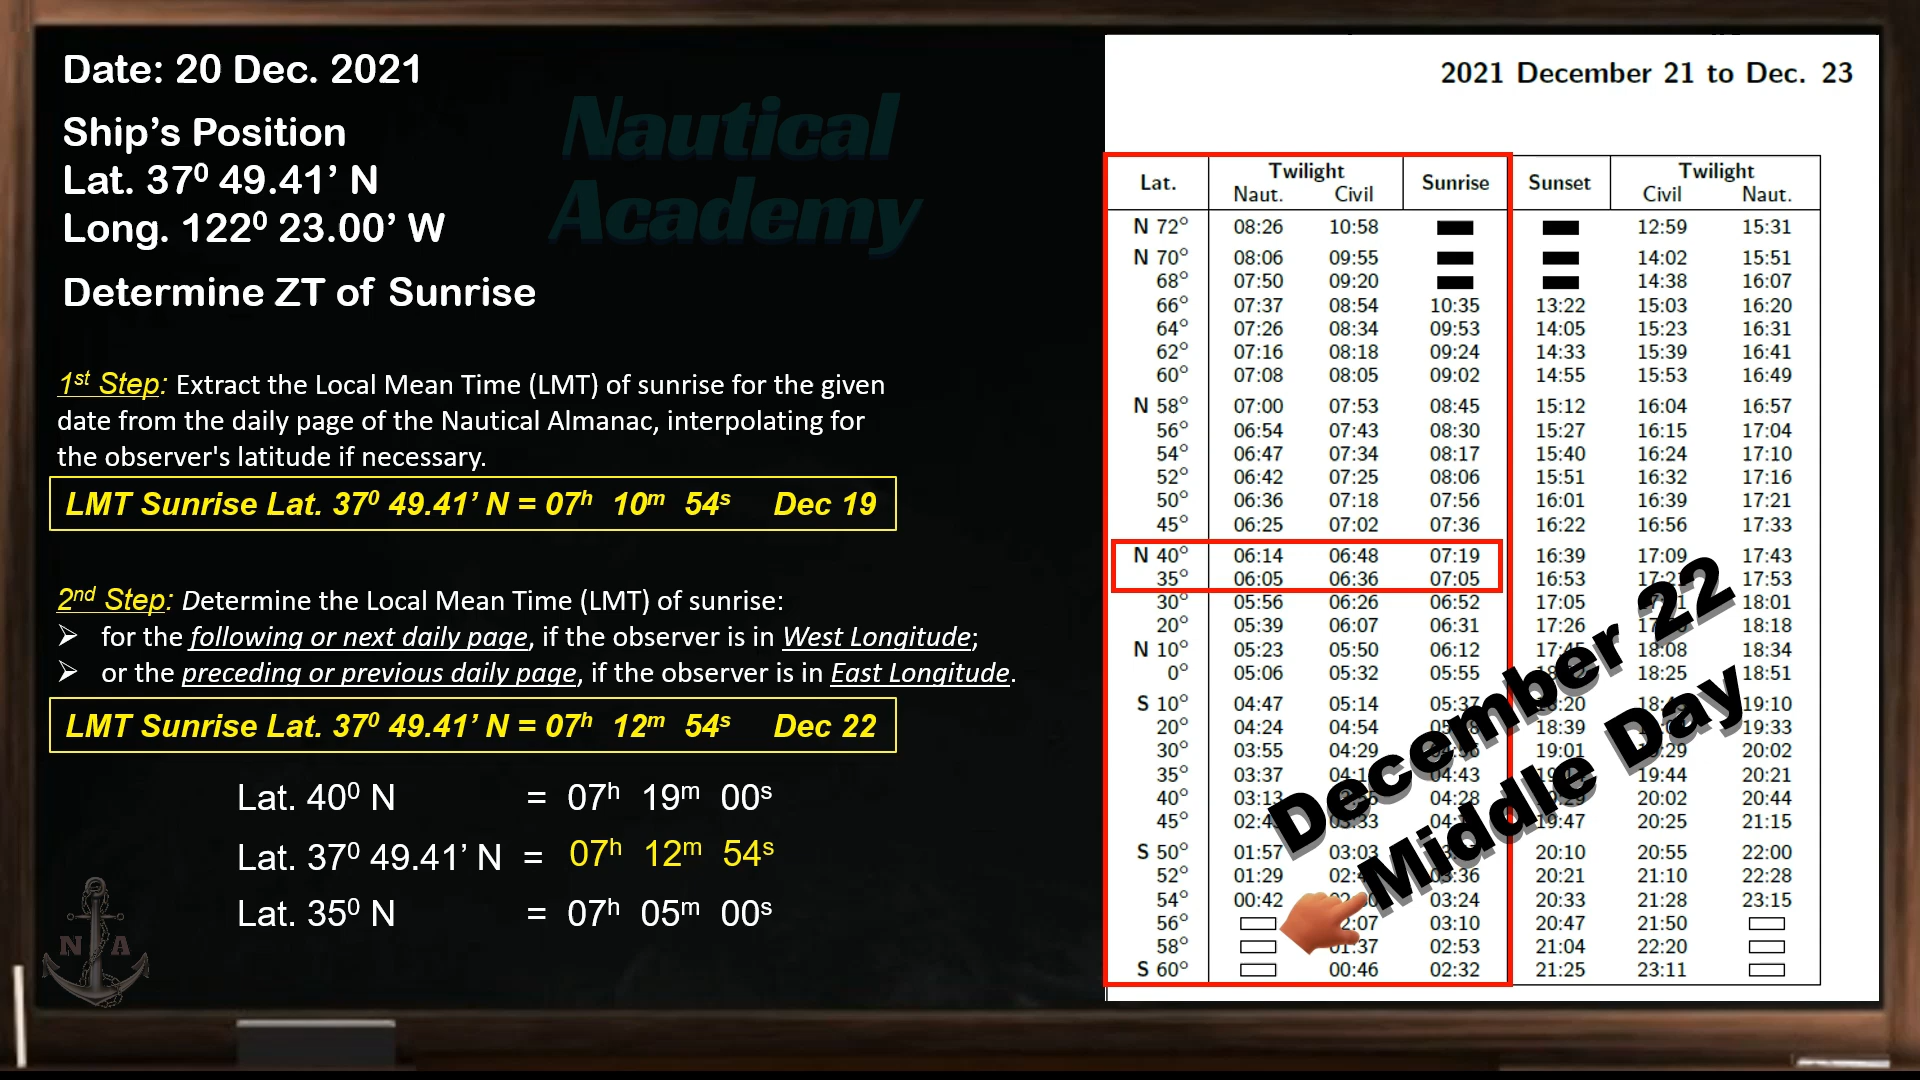 Date: 20 Dec. 2021
Ship's Position
Lat. 37⁰ 49.41' N
Long. 122⁰ 23.00' W
Determine ZT of Sunrise
Nautical
Academy
1st Step: Extract the Local Mean Time (LMT) of sunrise for the given
date from the daily page of the Nautical Almanac, interpolating for
the observer's latitude if necessary.
LMT Sunrise Lat. 37⁰ 49.41' N = 07ʰ 10ᵐ 54ˢ Dec 19
2nd Step: Determine the Local Mean Time (LMT) of sunrise:
➢ for the following or next daily page, if the observer is in West Longitude;
➢ or the preceding or previous daily page, if the observer is in East Longitude.
LMT Sunrise Lat. 37⁰ 49.41' N = 07ʰ 12ᵐ 54ˢ Dec 22
Lat. 40⁰ N = 07ʰ 19ᵐ 00ˢ
Lat. 37⁰ 49.41' N = 07ʰ 12ᵐ 54ˢ
Lat. 35⁰ N = 07ʰ 05ᵐ 00ˢ
N A
2021 December 21 to Dec. 23
Lat. Twilight Sunrise Sunset Twilight
Naut. Civil Civil Naut.
N 72° 08:26 10:58 12:59 15:31
N 70° 08:06 09:55 14:02 15:51
68° 07:50 09:20 14:38 16:07
66° 07:37 08:54 10:35 13:22 15:03 16:20
64° 07:26 08:34 09:53 14:05 15:23 16:31
62° 07:16 08:18 09:24 14:33 15:39 16:41
60° 07:08 08:05 09:02 14:55 15:53 16:49
N 58° 07:00 07:53 08:45 15:12 16:04 16:57
56° 06:54 07:43 08:30 15:27 16:15 17:04
54° 06:47 07:34 08:17 15:40 16:24 17:10
52° 06:42 07:25 08:06 15:51 16:32 17:16
50° 06:36 07:18 07:56 16:01 16:39 17:21
45° 06:25 07:02 07:36 16:22 16:56 17:33
N 40° 06:14 06:48 07:19 16:39 17:09 17:43
35° 06:05 06:36 07:05 16:53 17:53
30° 05:56 06:26 06:52 17:05 18:01
20° 05:39 06:07 06:31 17:26 18:18
N 10° 05:23 05:50 06:12 17:45 18:08 18:34
0° 05:06 05:32 05:55 18:25 18:51
S 10° 04:47 05:14 05:37 19:10
20° 04:24 04:54 18:39 19:33
30° 03:55 04:29 19:01 20:02
35° 03:37 04:43 19:44 20:21
40° 03:13 04:28 20:02 20:44
45° 19:47 20:25 21:15
S 50° 01:57 03:03 20:10 20:55 22:00
52° 01:29 03:36 20:21 21:10 22:28
54° 00:42 03:24 20:33 21:28 23:15
56° 03:10 20:47 21:50
58° 01:37 02:53 21:04 22:20
S 60° 00:46 02:32 21:25 23:11
December 22
Middle Day